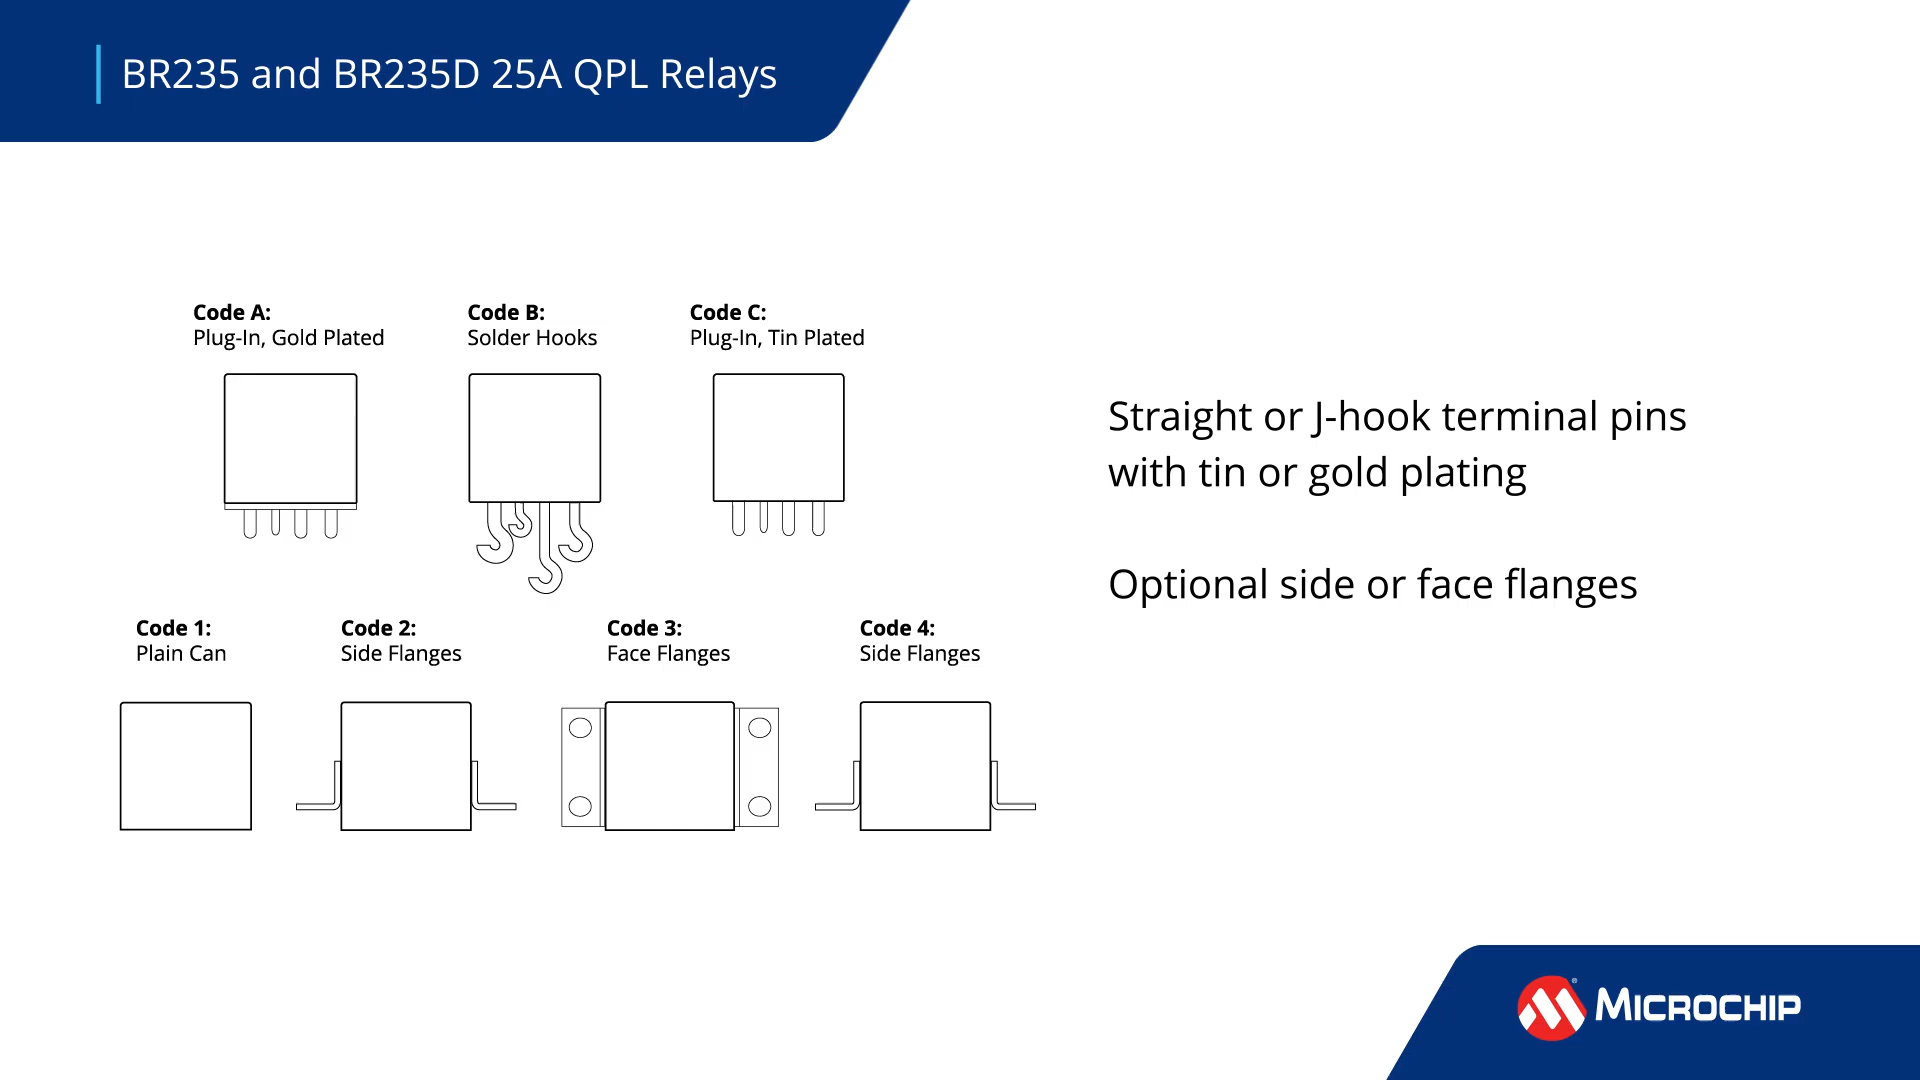 BR235 and BR235D 25A QPL Relays
Code A:
Plug-In, Gold Plated
Code B:
Solder Hooks
Code C:
Plug-In, Tin Plated
Straight or J-hook terminal pins
with tin or gold plating
Optional side or face flanges
Code 1:
Plain Can
Code 2:
Side Flanges
Code 3:
Face Flanges
Code 4:
Side Flanges
® MICROCHIP